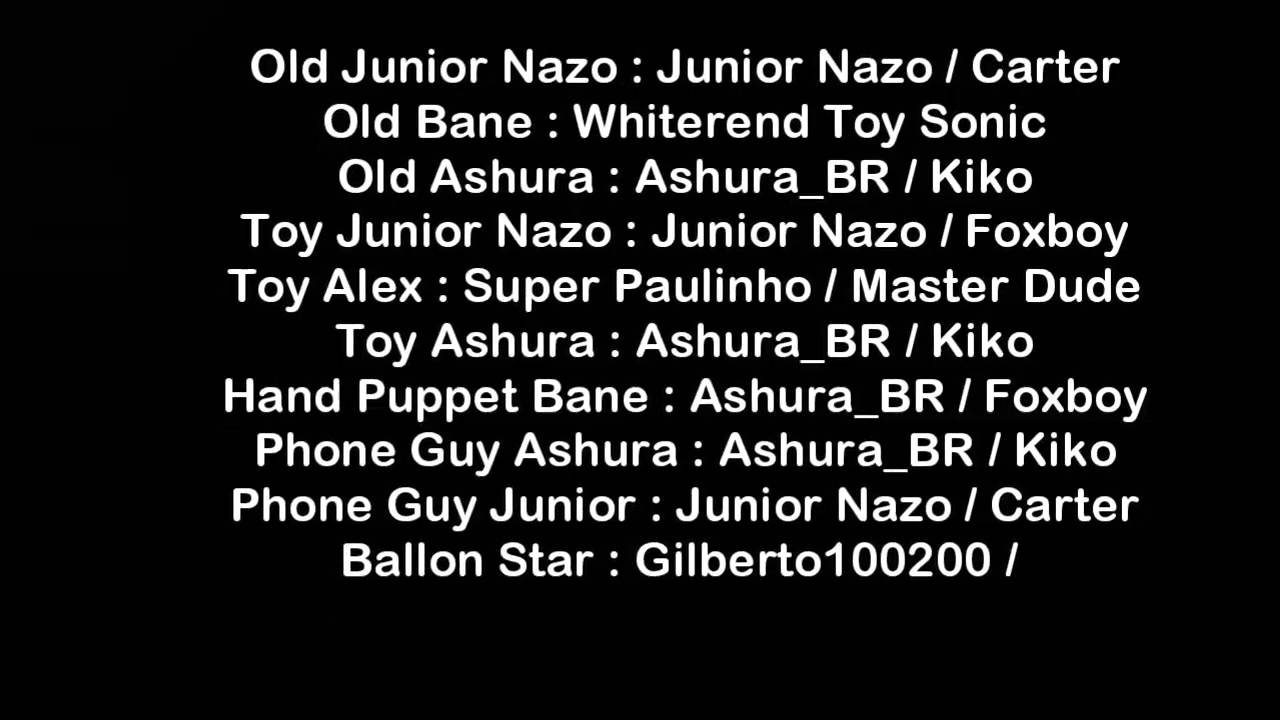 Old Junior Nazo : Junior Nazo / Carter
Old Bane : Whiterend Toy Sonic
Old Ashura : Ashura_BR / Kiko
Toy Junior Nazo : Junior Nazo / Foxboy
Toy Alex : Super Paulinho / Master Dude
Toy Ashura : Ashura_BR / Kiko
Hand Puppet Bane : Ashura_BR / Foxboy
Phone Guy Ashura : Ashura_BR / Kiko
Phone Guy Junior : Junior Nazo / Carter
Ballon Star : Gilberto100200 /